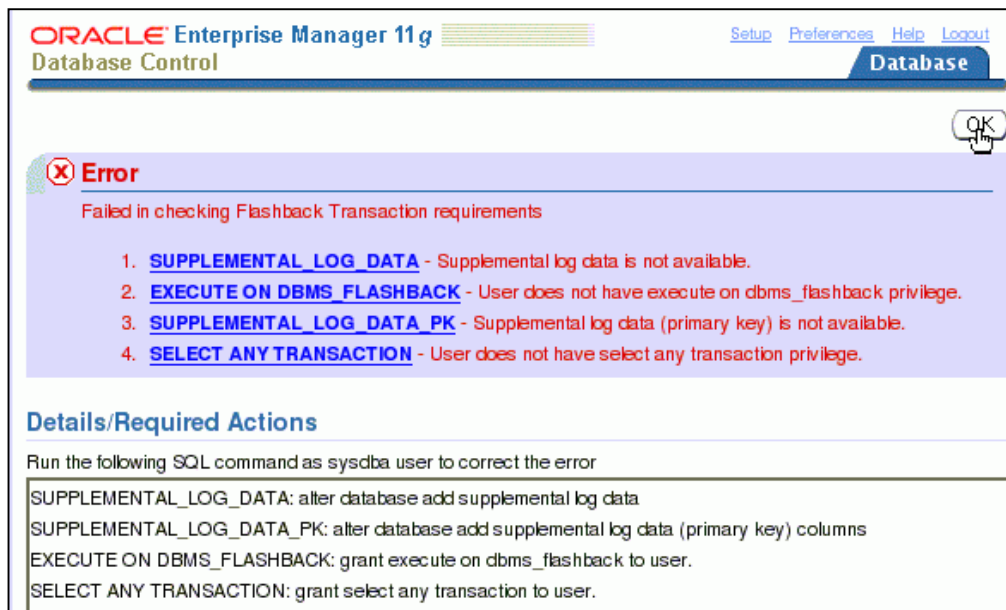 ORACLE Enterprise Manager 11g
Setup Preferences Help Logout
Database Control
Database
OK
Error
Failed in checking Flashback Transaction requirements
1. SUPPLEMENTAL_LOG_DATA - Supplemental log data is not available.
2. EXECUTE ON DBMS_FLASHBACK - User does not have execute on dbms_flashback privilege.
3. SUPPLEMENTAL_LOG_DATA_PK - Supplemental log data (primary key) is not available.
4. SELECT ANY TRANSACTION - User does not have select any transaction privilege.
Details/Required Actions
Run the following SQL command as sysdba user to correct the error
SUPPLEMENTAL_LOG_DATA: alter database add supplemental log data
SUPPLEMENTAL_LOG_DATA_PK: alter database add supplemental log data (primary key) columns
EXECUTE ON DBMS_FLASHBACK: grant execute on dbms_flashback to user.
SELECT ANY TRANSACTION: grant select any transaction to user.